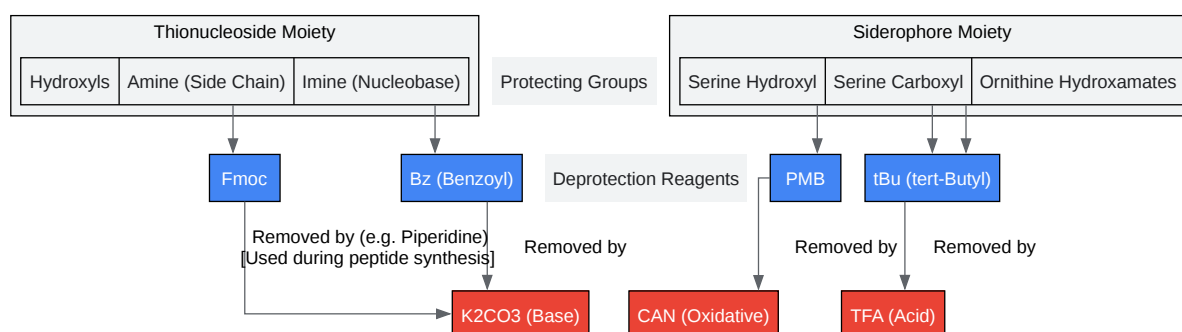 Thionucleoside Moiety
Siderophore Moiety
Hydroxyls
Amine (Side Chain)
Imine (Nucleobase)
Protecting Groups
Serine Hydroxyl
Serine Carboxyl
Ornithine Hydroxamates
Fmoc
Bz (Benzoyl)
Deprotection Reagents
PMB
tBu (tert-Butyl)
Removed by (e.g. Piperidine)
[Used during peptide synthesis]
Removed by
Removed by
Removed by
K2CO3 (Base)
CAN (Oxidative)
TFA (Acid)